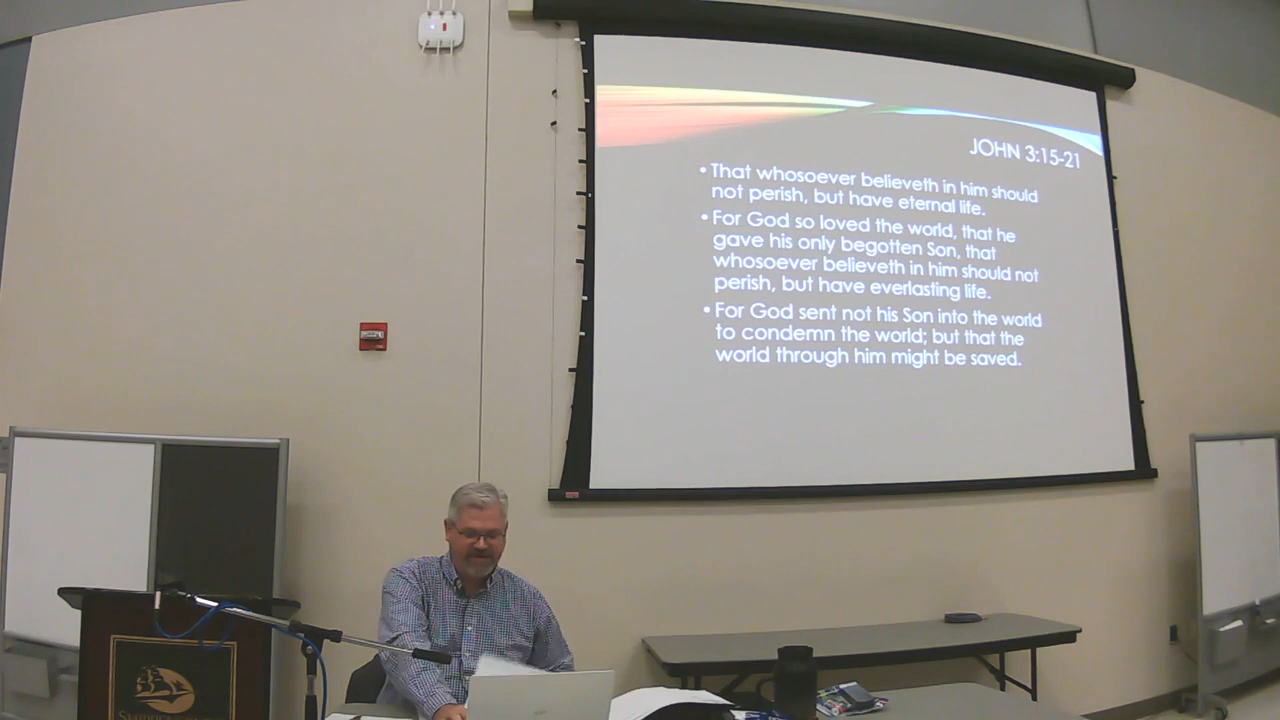 JOHN 3:15-21
• That whosoever believeth in him should
not perish, but have eternal life.
• For God so loved the world, that he
gave his only begotten Son, that
whosoever believeth in him should not
perish, but have everlasting life.
• For God sent not his Son into the world
to condemn the world; but that the
world through him might be saved.